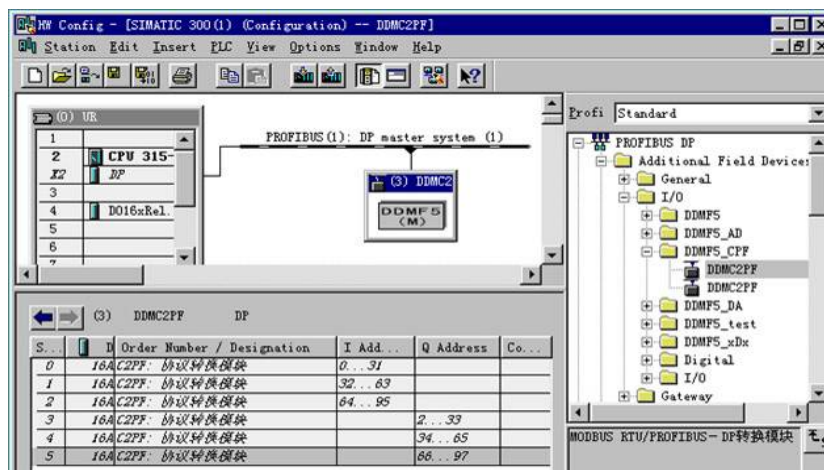 HW Config - [SIMATIC 300(1) (Configuration) -- DDMC2PF]
Station Edit Insert PLC View Options Window Help
(0) UR
1
2 CPU 315-
X2 DP
3
4 DO16xRel.
5
6
7
PROFIBUS(1): DP master system (1)
(3) DDMC2
DDMF5
(M)
Profi Standard
PROFIBUS DP
Additional Field Devices
General
I/O
DDMF5
DDMF5_AD
DDMF5_CPF
DDMC2PF
DDMC2PF
DDMF5_DA
DDMF5_test
DDMF5_xDx
Digital
I/O
Gateway
MODBUS RTU/PROFIBUS-DP转换模块
(3) DDMC2PF DP
S... D Order Number / Designation I Add... Q Address Co...
0 16A C2PF: 协议转换模块 0...31
1 16A C2PF: 协议转换模块 32...63
2 16A C2PF: 协议转换模块 64...95
3 16A C2PF: 协议转换模块 2...33
4 16A C2PF: 协议转换模块 34...65
5 16A C2PF: 协议转换模块 66...97